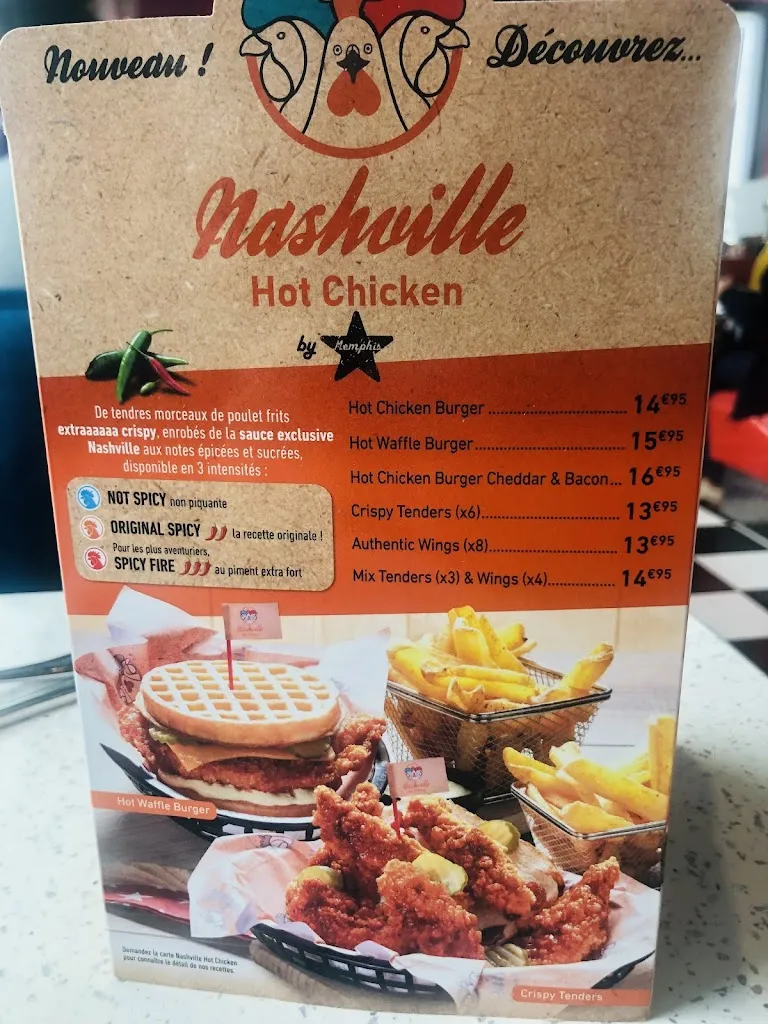 Nouveau !
Découvrez...
Nashville
Hot Chicken
by Memphis
De tendres morceaux de poulet frits
extraaaaaa crispy, enrobés de la sauce exclusive
Nashville aux notes épicées et sucrées,
disponible en 3 intensités :
NOT SPICY non piquante
ORIGINAL SPICY la recette originale !
Pour les plus aventuriers,
SPICY FIRE au piment extra fort
Hot Chicken Burger ........................ 14€95
Hot Waffle Burger......................... 15€95
Hot Chicken Burger Cheddar & Bacon... 16€95
Crispy Tenders (x6)........................ 13€95
Authentic Wings (x8)...................... 13€95
Mix Tenders (x3) & Wings (x4)............. 14€95
Nashville
Hot Waffle Burger
Nashville
Demandez la carte Nashville Hot Chicken
pour connaître le détail de nos recettes.
Crispy Tenders